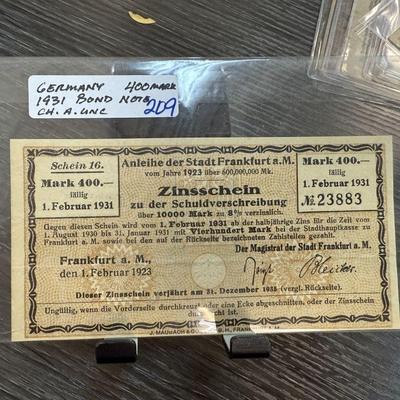 GERMANY 400 MARK
1931 BOND NOTE 209
CH. A. UNC
Schein 16.
Mark 400.—
fällig
1. Februar 1931
Anleihe der Stadt Frankfurt a. M.
vom Jahre 1923 über 600,000,000 Mk.
Zinsschein
zu der Schuldverschreibung
über 10000 Mark zu 8% verzinslich.
Mark 400.—
fällig
1. Februar 1931
№ 23883
Gegen diesen Schein wird vom 1. Februar 1931 ab der halbjährige Zins für die Zeit vom
1. August 1930 bis 31. Januar 1931 mit Vierhundert Mark bei der Stadthauptkasse zu
Frankfurt a. M. sowie bei den auf der Rückseite bezeichneten Zahlstellen gezahlt.
Frankfurt a. M.,
den 1. Februar 1923
Der Magistrat der Stadt Frankfurt a. M.
Dieser Zinsschein verjährt am 31. Dezember 1935 (vergl. Rückseite).
Ungültig, wenn die Vorderseite durchkreuzt oder eine Ecke abgeschnitten, oder der Zinsschein
J. MAUBACH & CO. FRANKFURT A. M.